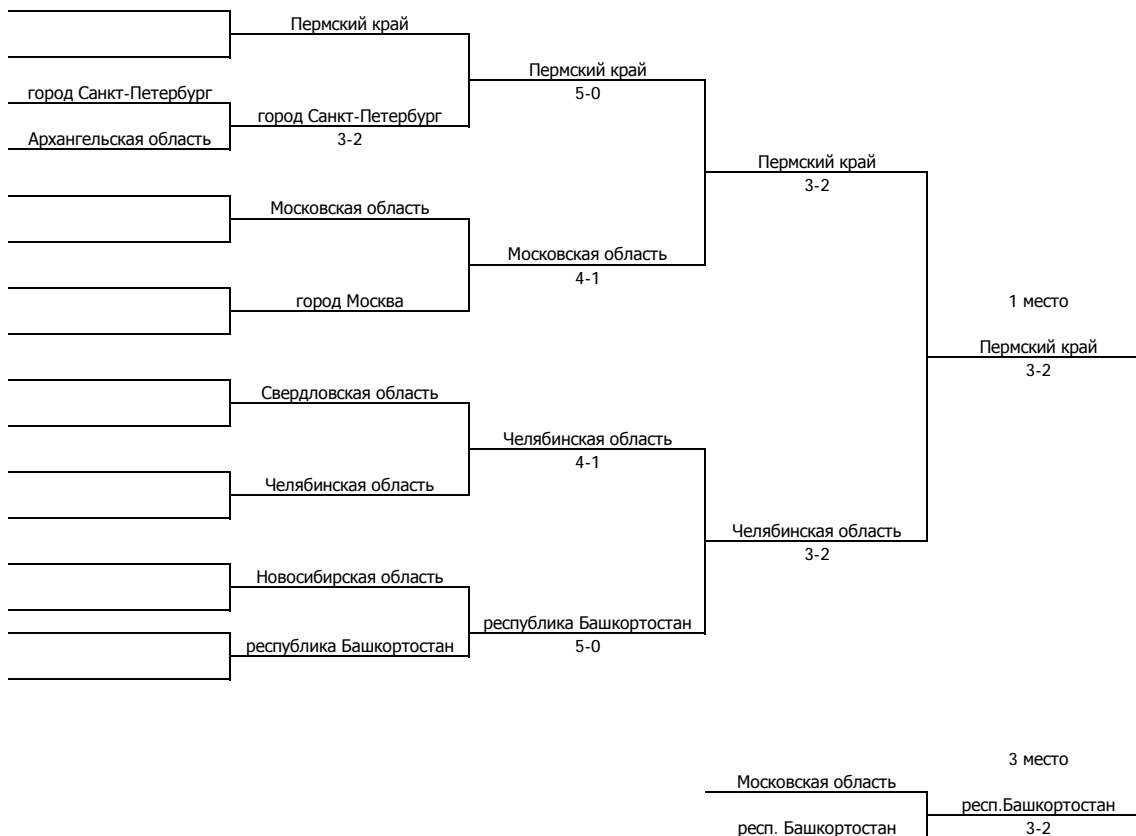 Пермский край
Пермский край
5-0
город Санкт-Петербург
город Санкт-Петербург
3-2
Архангельская область
Пермский край
3-2
Московская область
Московская область
4-1
город Москва
1 место
Пермский край
3-2
Свердловская область
Челябинская область
4-1
Челябинская область
Челябинская область
3-2
Новосибирская область
республика Башкортостан
5-0
республика Башкортостан
3 место
Московская область
респ.Башкортостан
3-2
респ. Башкортостан